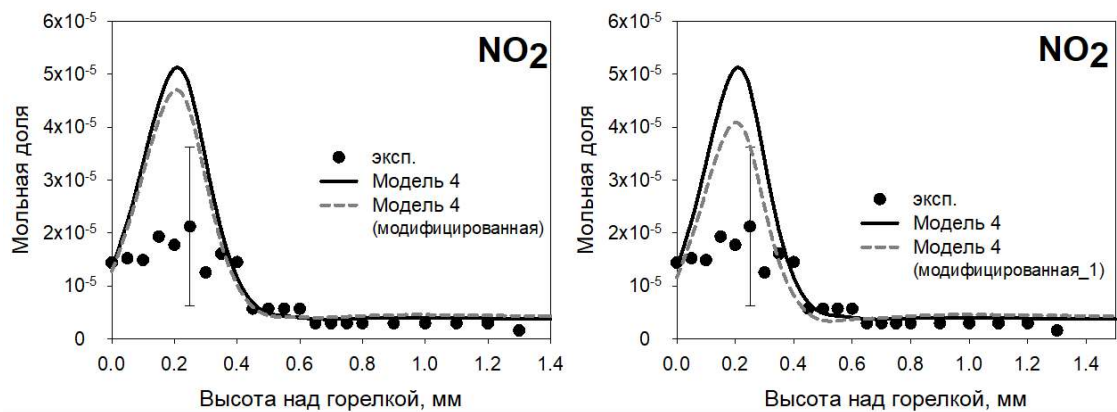 6x10-5
5x10-5
4x10-5
3x10-5
2x10-5
1x10-5
0
Мольная доля
NO2
эксп.
Модель 4
Модель 4
(модифицированная)
0.0 0.2 0.4 0.6 0.8 1.0 1.2 1.4
Высота над горелкой, мм
6x10-5
5x10-5
4x10-5
3x10-5
2x10-5
1x10-5
0
Мольная доля
NO2
эксп.
Модель 4
Модель 4
(модифицированная_1)
0.0 0.2 0.4 0.6 0.8 1.0 1.2 1.4
Высота над горелкой, мм